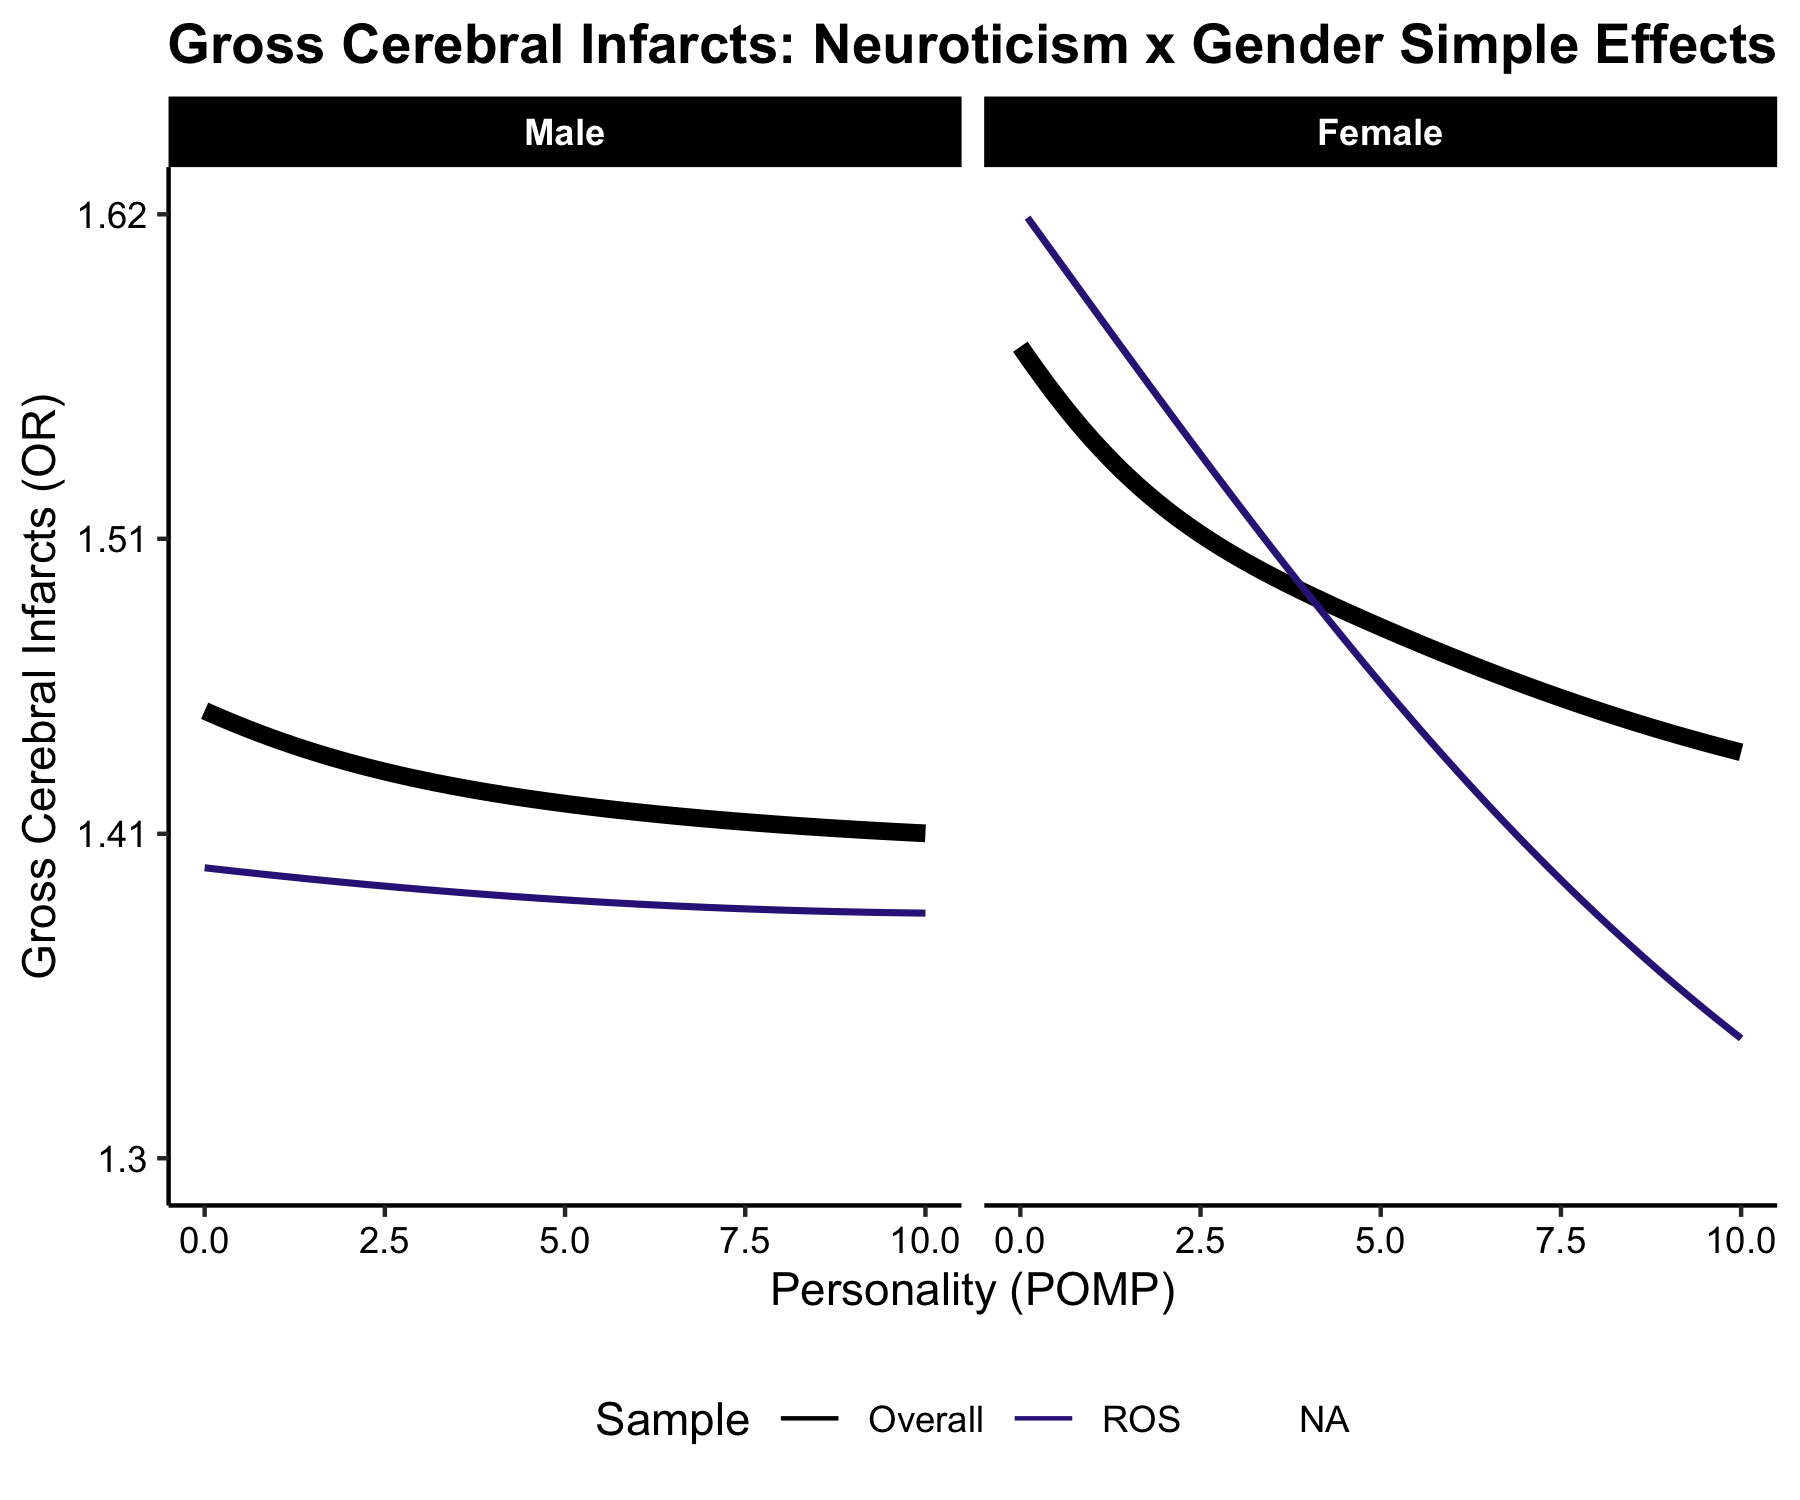 Gross Cerebral Infarcts: Neuroticism x Gender Simple Effects
Male
Female
Gross Cerebral Infarcts (OR)
1.62
1.51
1.41
1.3
0.0 2.5 5.0 7.5 10.0
0.0 2.5 5.0 7.5 10.0
Personality (POMP)
Sample Overall ROS NA